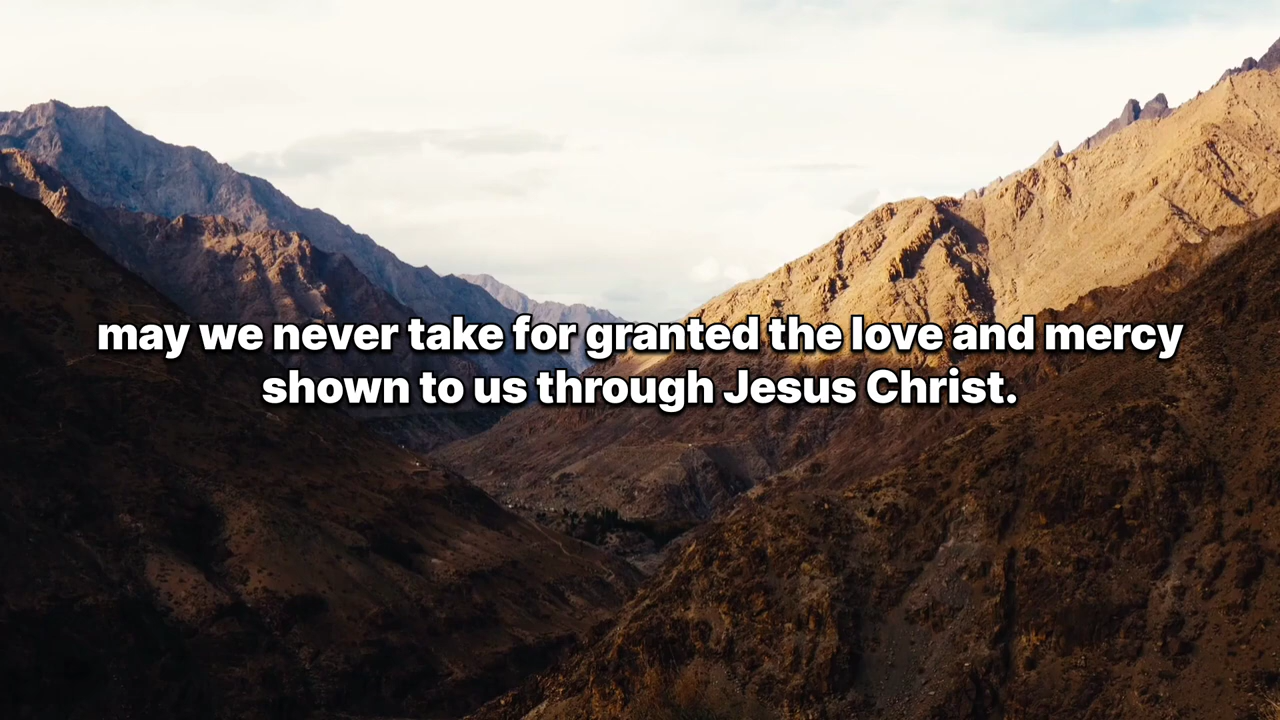 may we never take for granted the love and mercy
shown to us through Jesus Christ.